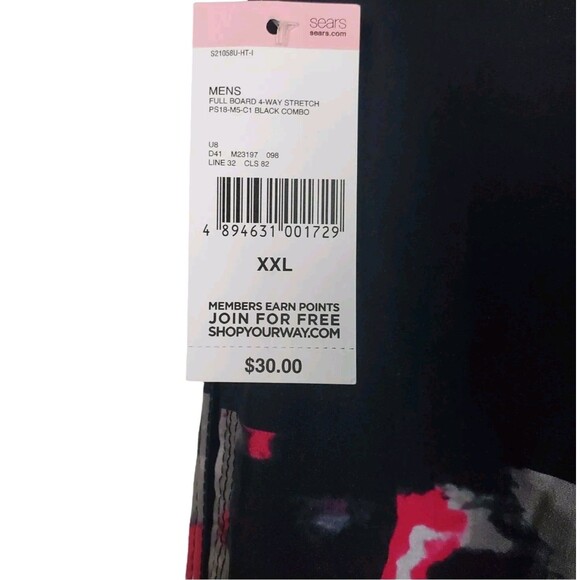 sears
sears.com
S21058U-HT-I
MENS
FULL BOARD 4-WAY STRETCH
PS18-M5-C1 BLACK COMBO
U8
D41 M23197 098
LINE 32 CLS 82
4 894631 001729
XXL
MEMBERS EARN POINTS
JOIN FOR FREE
SHOPYOURWAY.COM
$30.00